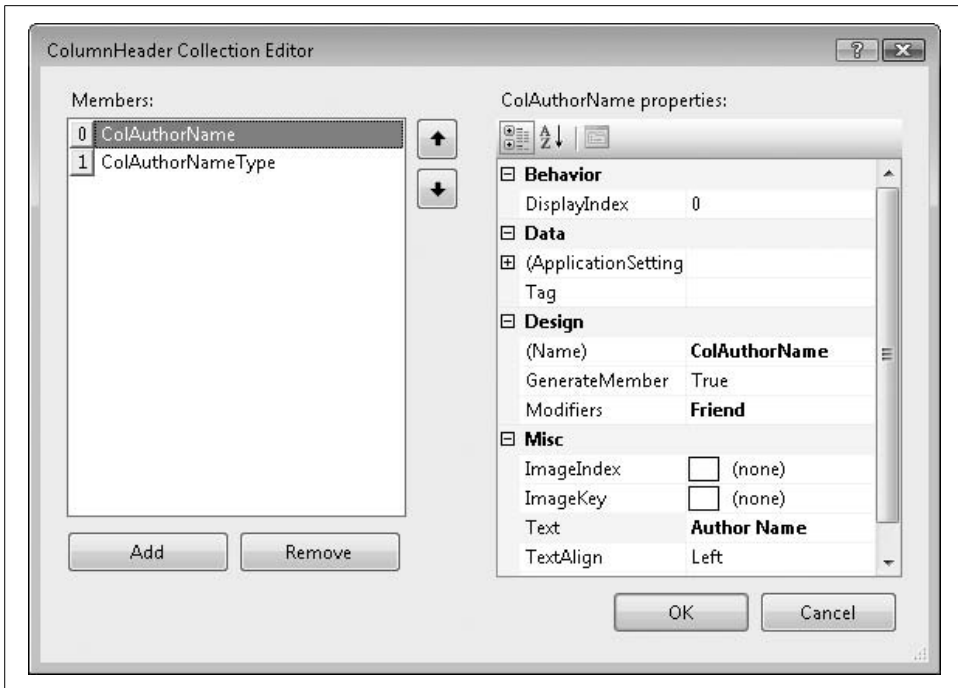 ColumnHeader Collection Editor
?
Members:
0 ColAuthorName
1 ColAuthorNameType
Add
Remove
ColAuthorName properties:
Behavior
DisplayIndex 0
Data
(ApplicationSetting
Tag
Design
(Name) ColAuthorName
GenerateMember True
Modifiers Friend
Misc
ImageIndex (none)
ImageKey (none)
Text Author Name
TextAlign Left
OK
Cancel